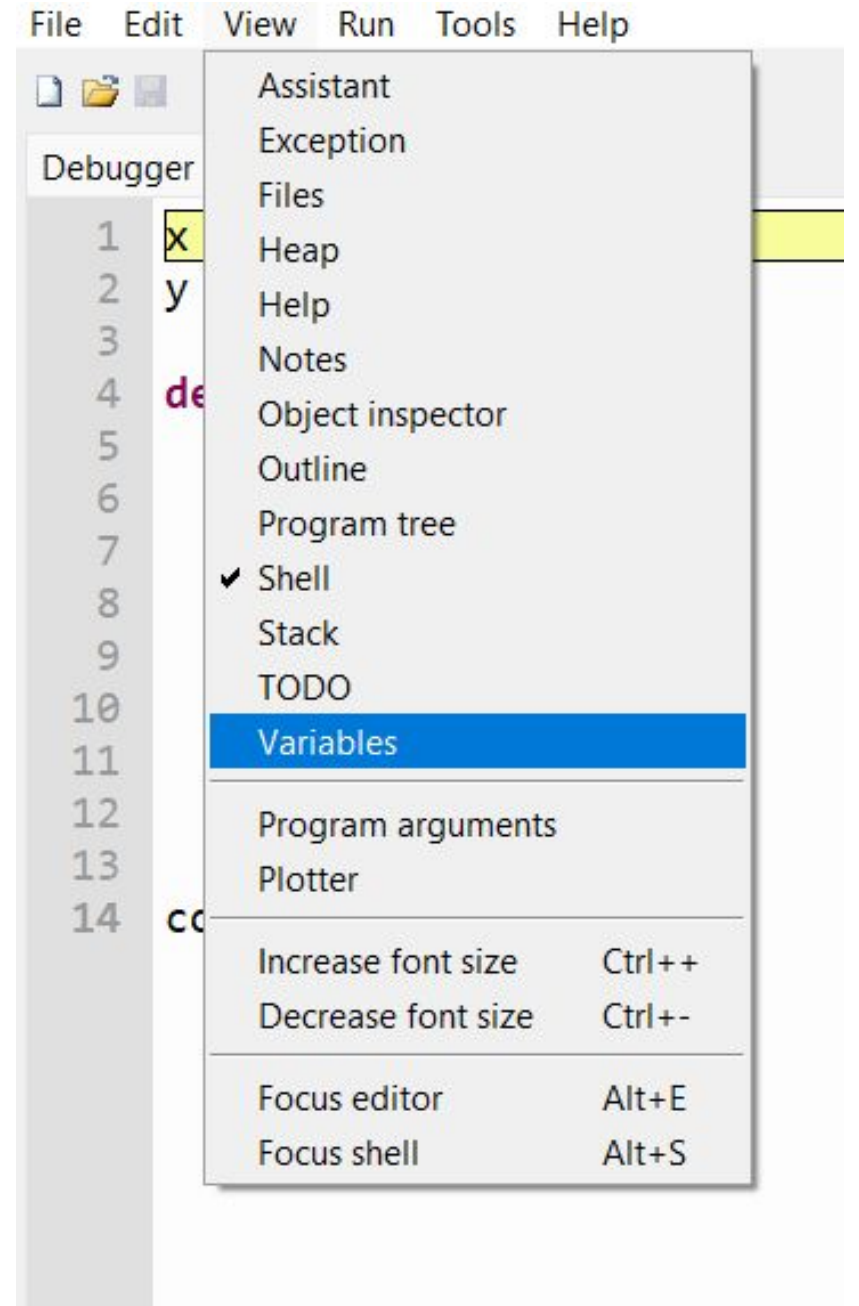 File Edit View Run Tools Help
Debugger
Assistant
Exception
Files
Heap
Help
Notes
Object inspector
Outline
Program tree
Shell
Stack
TODO
Variables
Program arguments
Plotter
Increase font size Ctrl++
Decrease font size Ctrl+-
Focus editor Alt+E
Focus shell Alt+S
1 x
2 y
3
4 de
5
6
7
8
9
10
11
12
13
14 co